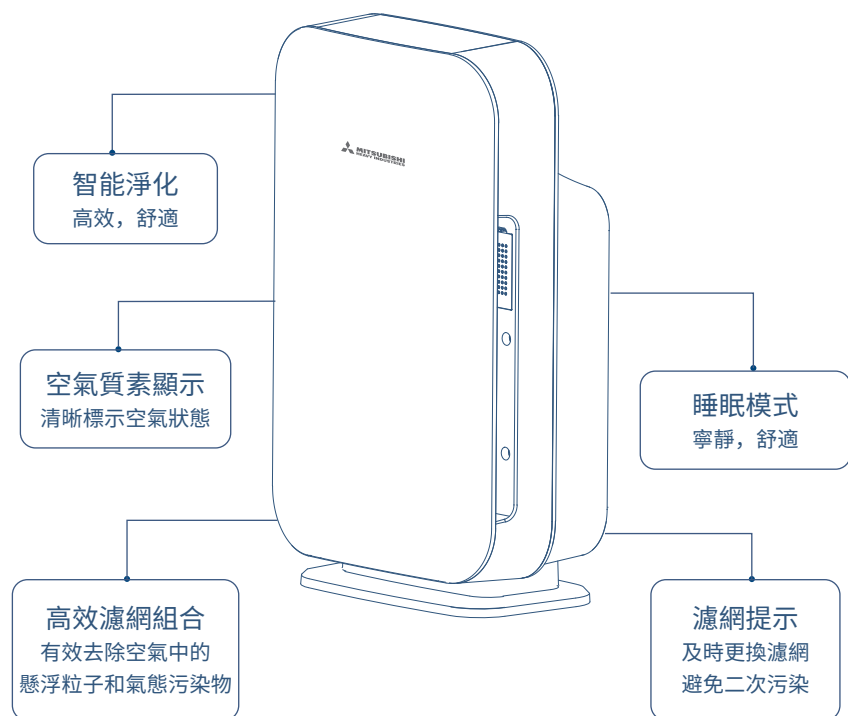 MITSUBISHI
HEAVY INDUSTRIES
智能淨化
高效，舒適
空氣質素顯示
清晰標示空氣狀態
睡眠模式
寧靜，舒適
高效濾網組合
有效去除空氣中的
懸浮粒子和氣態污染物
濾網提示
及時更換濾網
避免二次污染